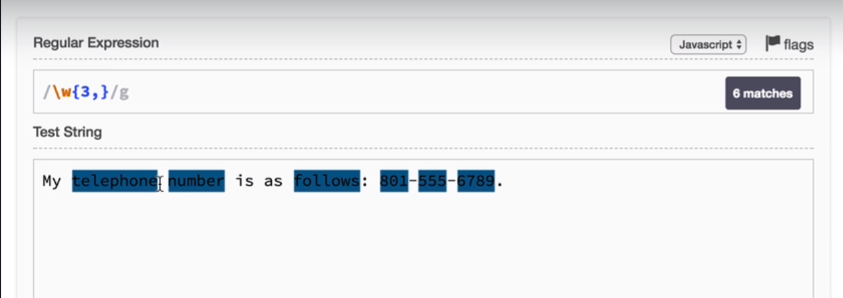 Regular Expression
Javascript flags
/\w{3,}/g
6 matches
Test String
My telephone number is as follows: 801-555-6789.